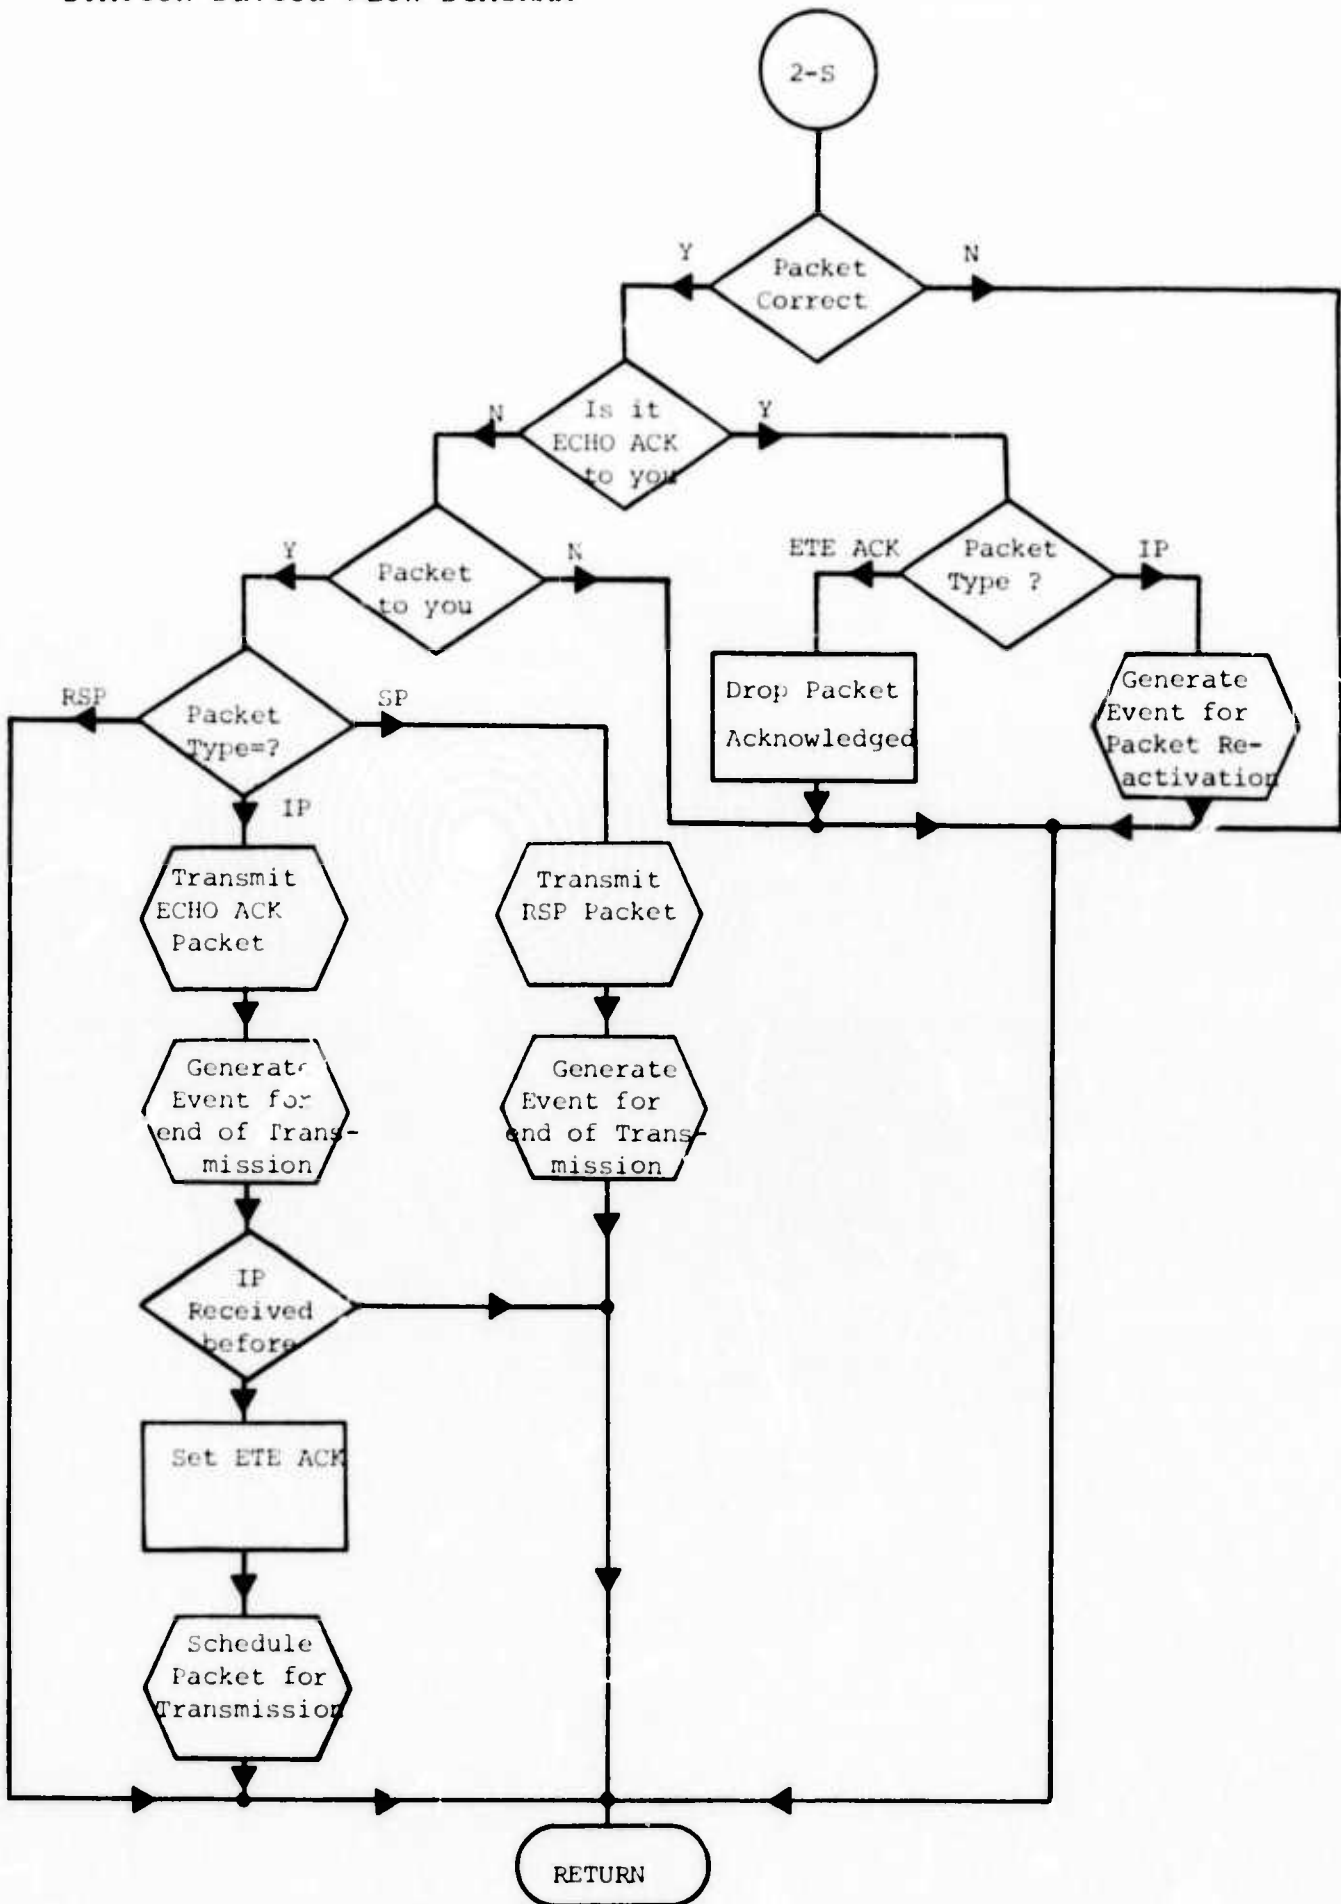 2-S
Y
N
Packet
Correct
N
Is it
ECHO ACK
to you
Y
Y
Packet
to you
N
ETE ACK
Packet
Type ?
IP
RSP
Packet
Type=?
SP
IP
Drop Packet
Acknowledged
Generate
Event for
Packet Re-
activation
Transmit
ECHO ACK
Packet
Transmit
RSP Packet
Generate
Event for
end of Trans-
mission
Generate
Event for
end of Trans-
mission
IP
Received
before
Set ETE ACK
Schedule
Packet for
Transmission
RETURN